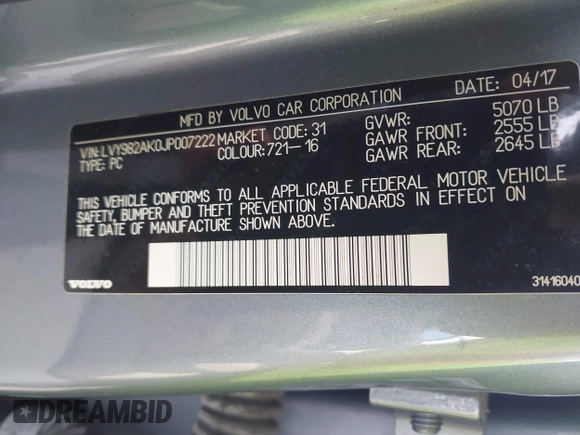 DATE: 04/17
MFD BY VOLVO CAR CORPORATION
VIN: LVY982AK0JP007222 MARKET CODE: 31 GVWR: 5070 LB
TYPE: PC COLOUR: 721-16 GAWR FRONT: 2555 LB
GAWR REAR: 2645 LB
THIS VEHICLE CONFORMS TO ALL APPLICABLE FEDERAL MOTOR VEHICLE
SAFETY, BUMPER AND THEFT PREVENTION STANDARDS IN EFFECT ON
THE DATE OF MANUFACTURE SHOWN ABOVE.
VOLVO
31416040
DREAMBID